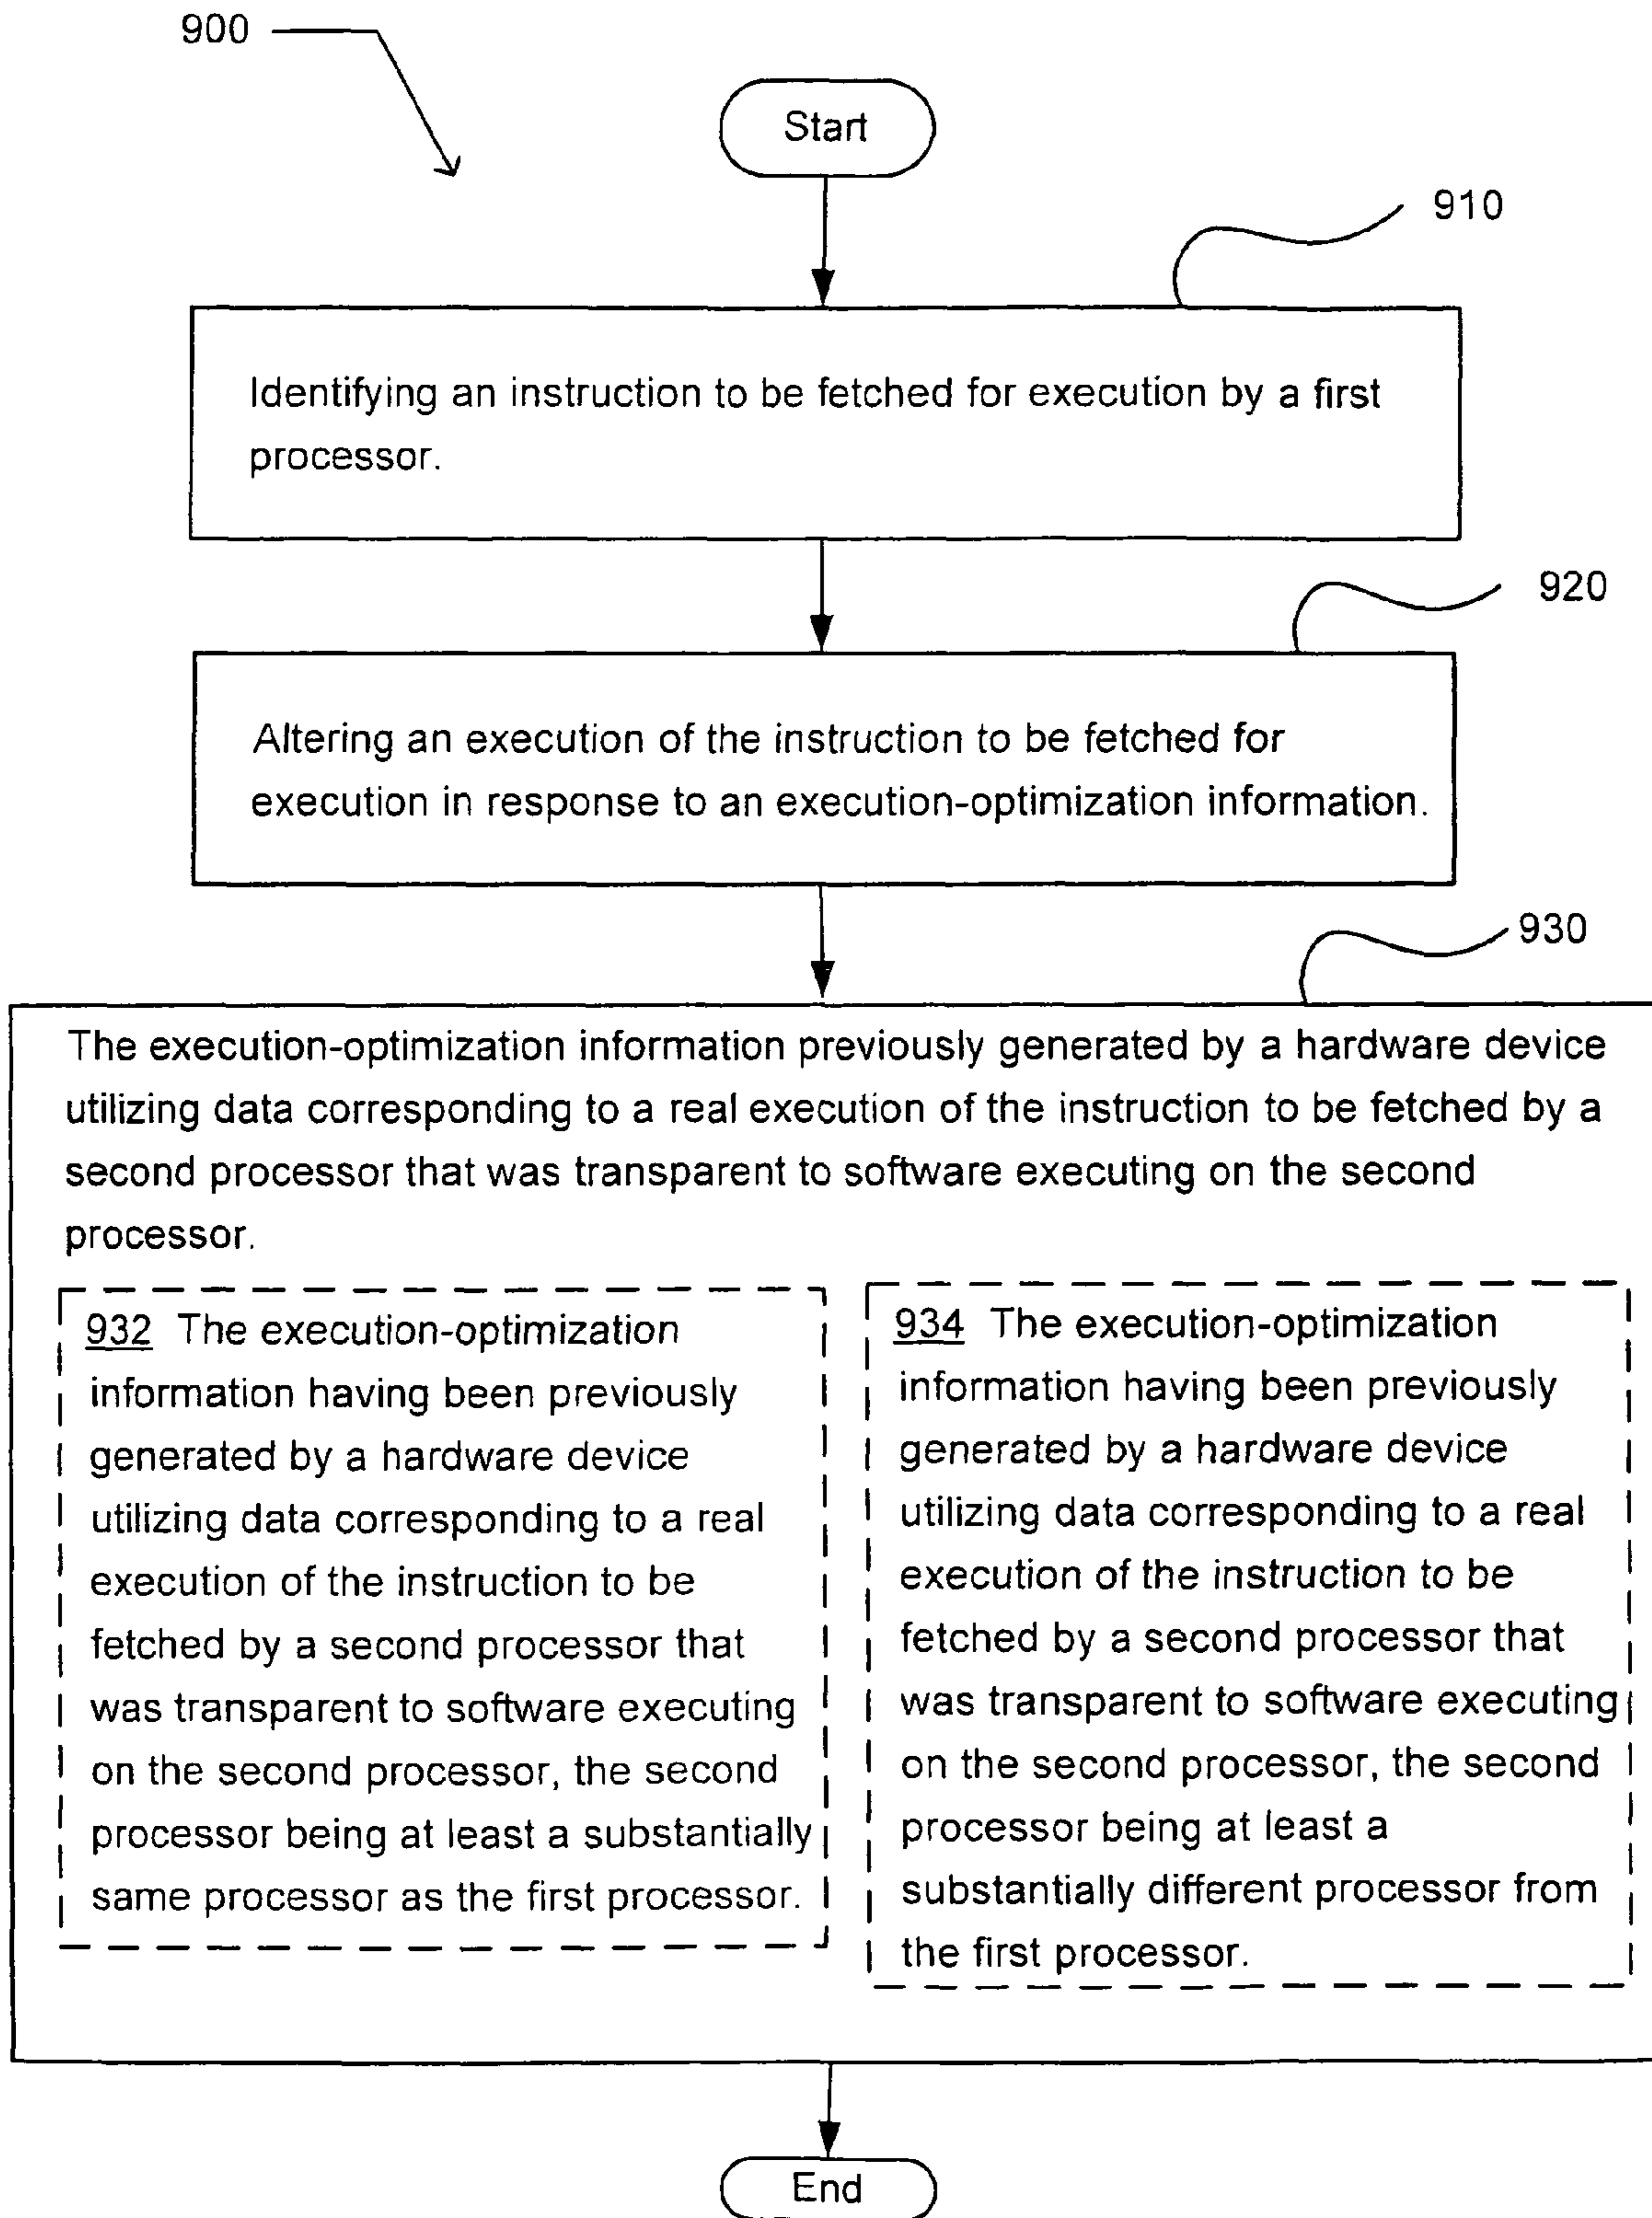 900
Start
910
Identifying an instruction to be fetched for execution by a first
processor.
920
Altering an execution of the instruction to be fetched for
execution in response to an execution-optimization information.
930
The execution-optimization information previously generated by a hardware device
utilizing data corresponding to a real execution of the instruction to be fetched by a
second processor that was transparent to software executing on the second
processor.
932 The execution-optimization
information having been previously
generated by a hardware device
utilizing data corresponding to a real
execution of the instruction to be
fetched by a second processor that
was transparent to software executing
on the second processor, the second
processor being at least a substantially
same processor as the first processor.
934 The execution-optimization
information having been previously
generated by a hardware device
utilizing data corresponding to a real
execution of the instruction to be
fetched by a second processor that
was transparent to software executing
on the second processor, the second
processor being at least a
substantially different processor from
the first processor.
End